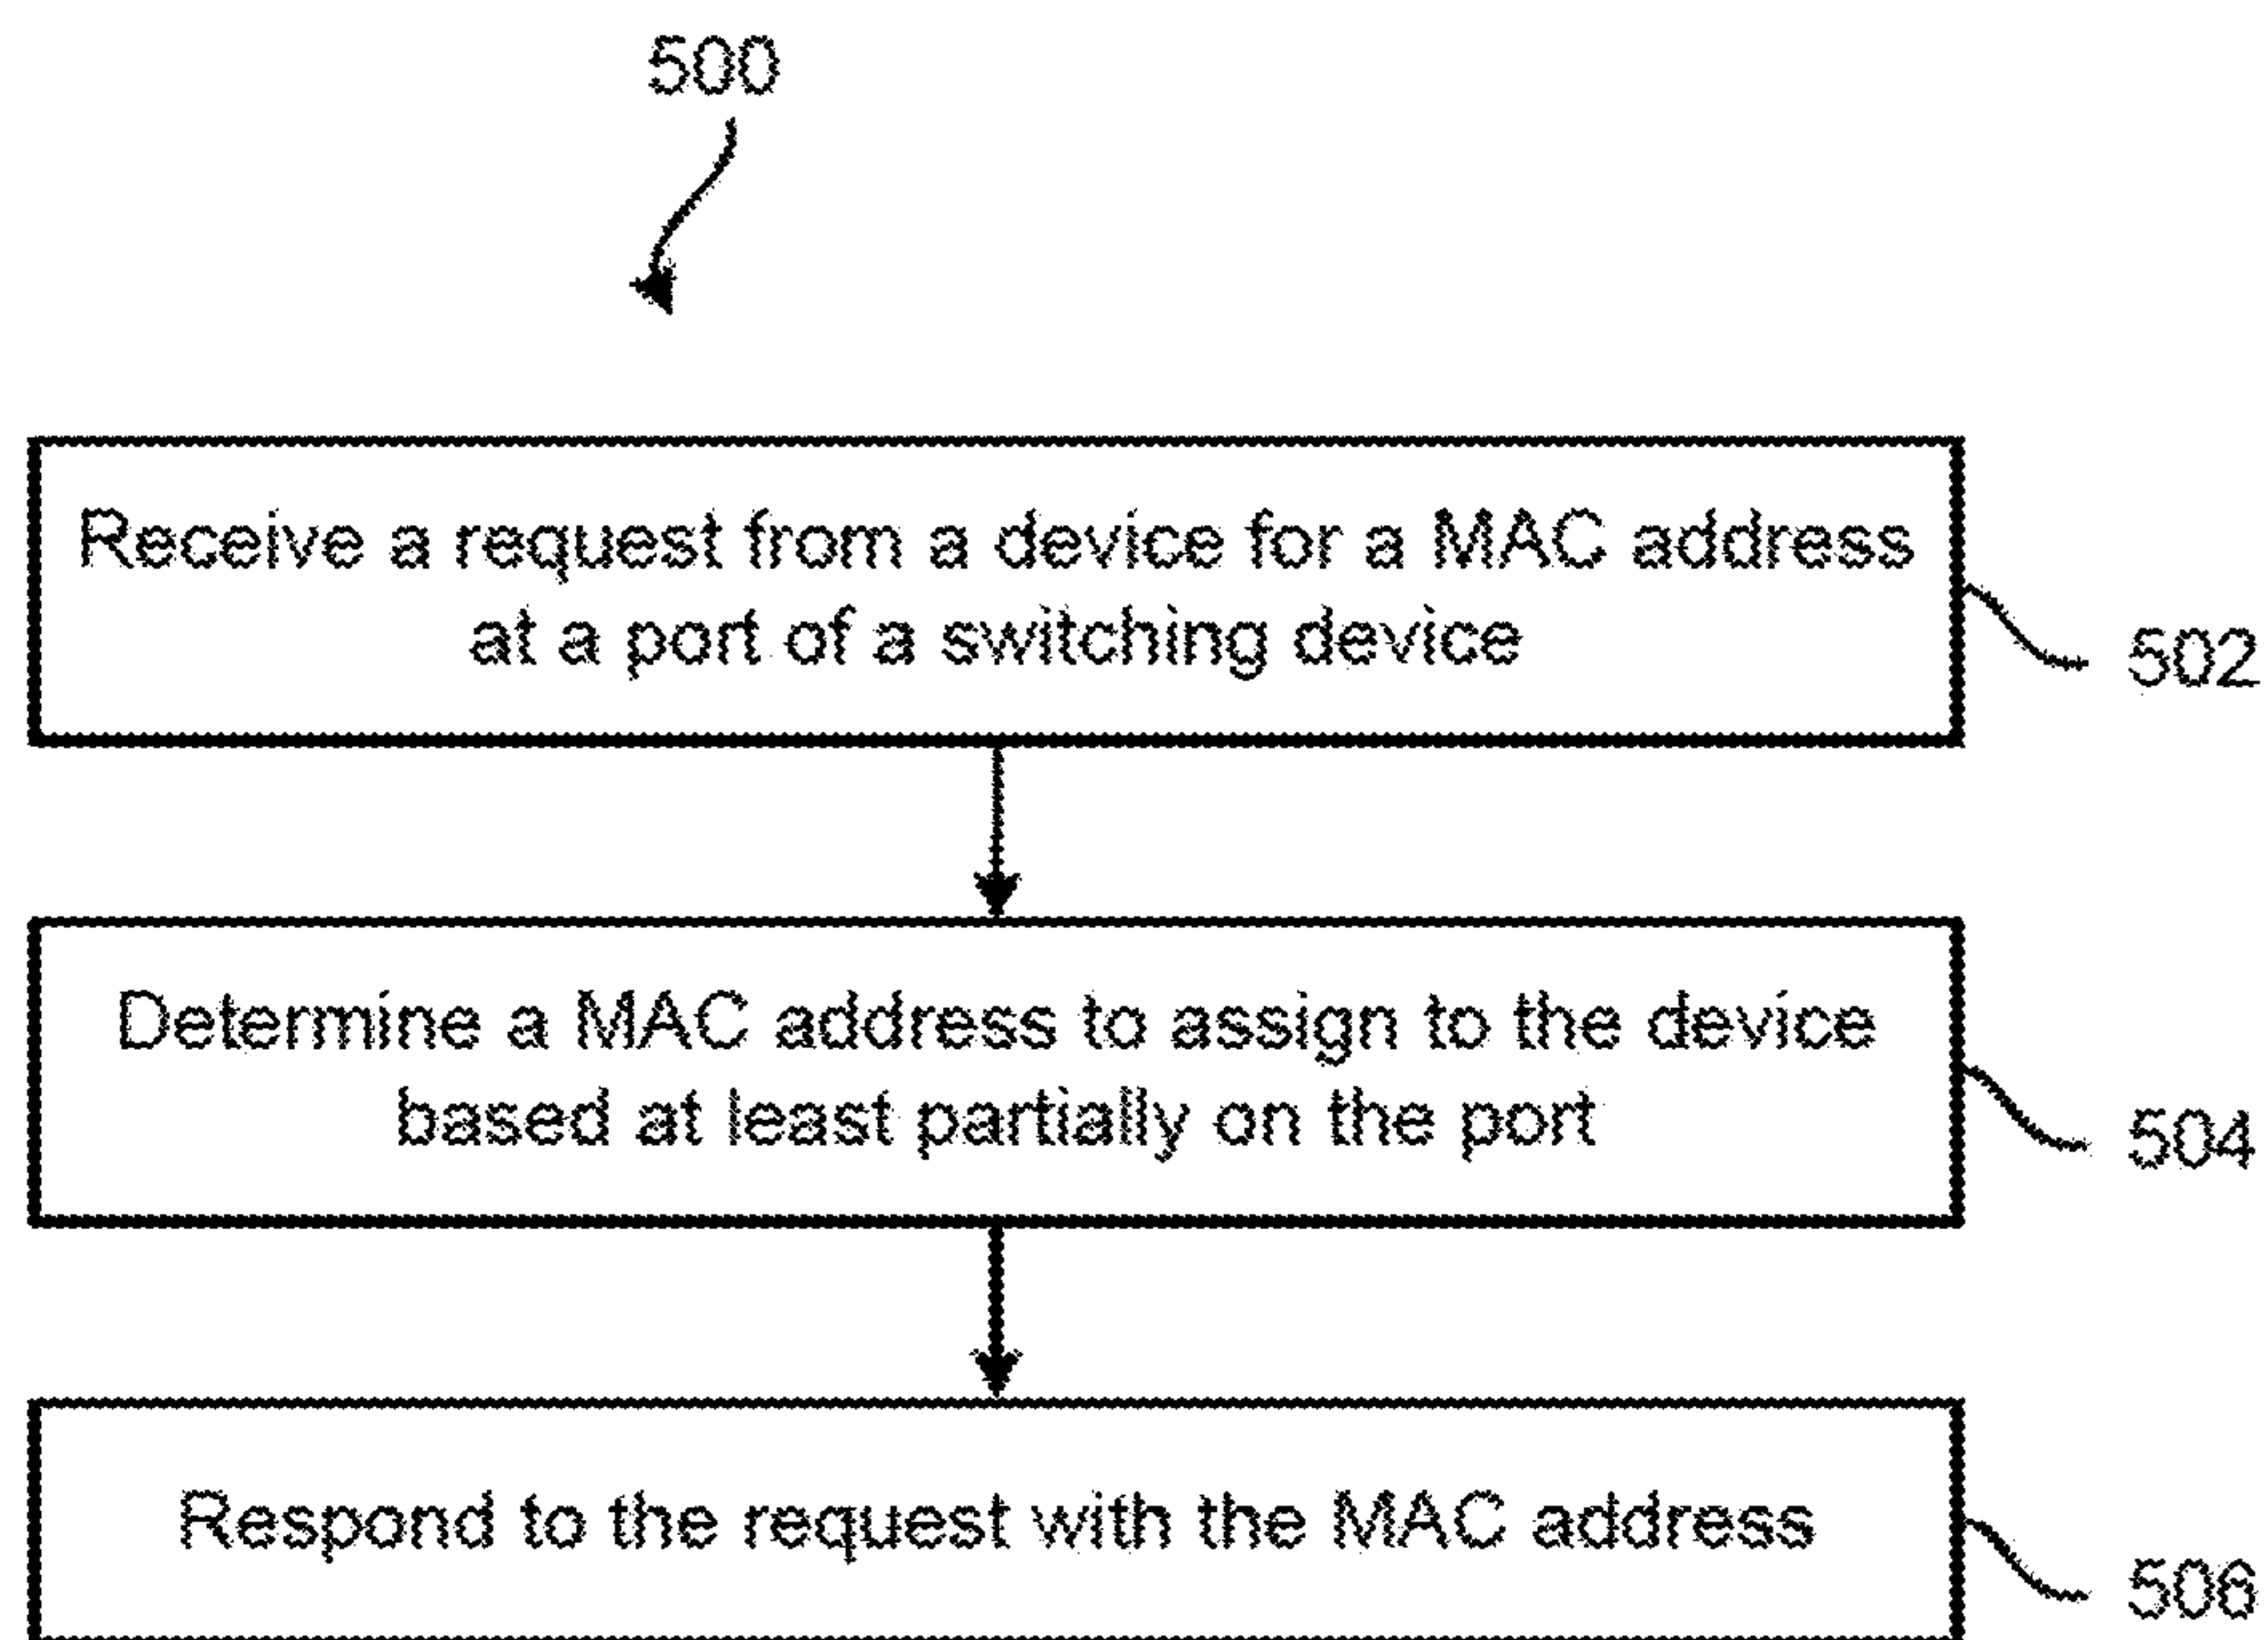 500
Receive a request from a device for a MAC address
at a port of a switching device
502
Determine a MAC address to assign to the device
based at least partially on the port
504
Respond to the request with the MAC address
506